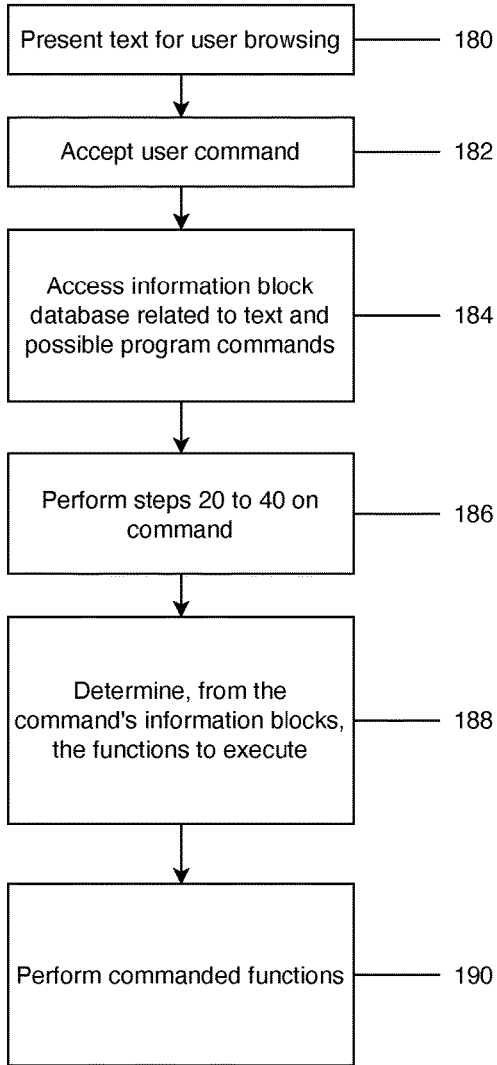 Present text for user browsing
180
Accept user command
182
Access information block
database related to text and
possible program commands
184
Perform steps 20 to 40 on
command
186
Determine, from the
command's information blocks,
the functions to execute
188
Perform commanded functions
190